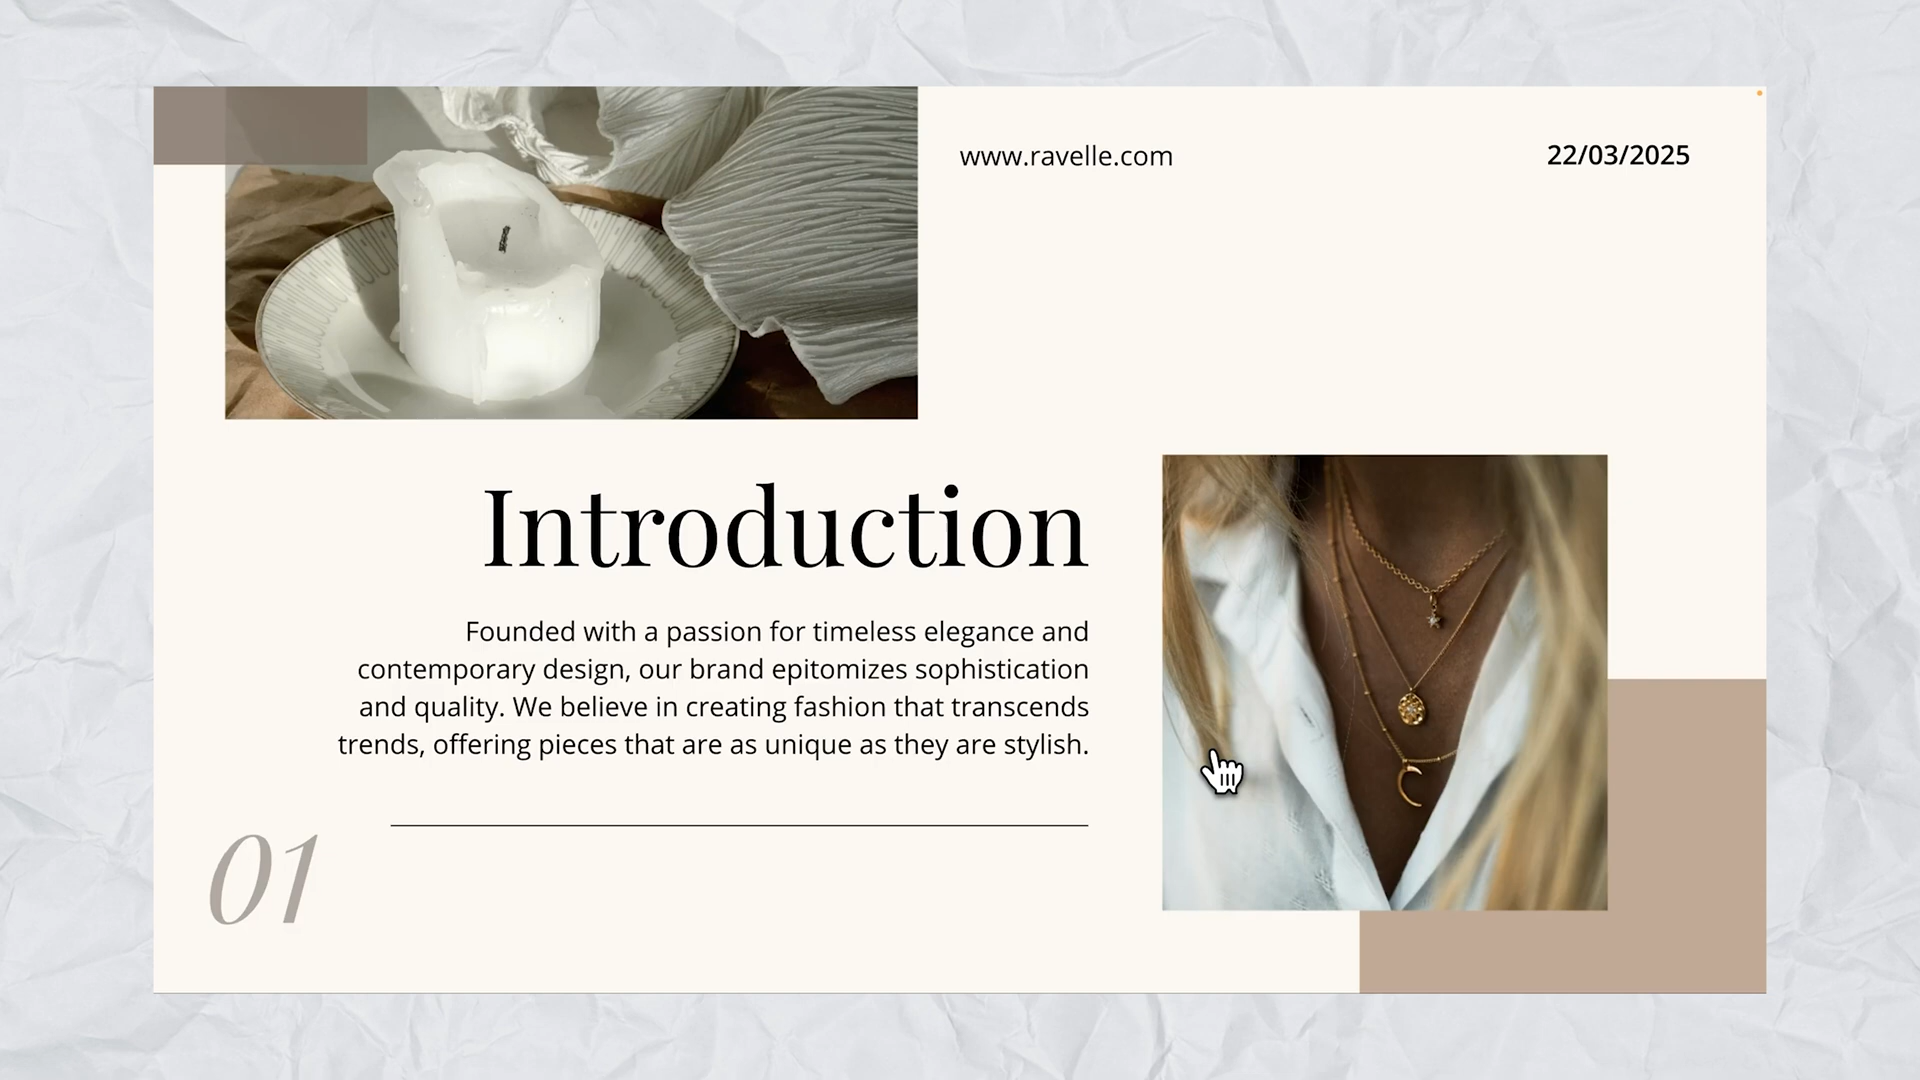 www.ravelle.com
22/03/2025
Introduction
Founded with a passion for timeless elegance and
contemporary design, our brand epitomizes sophistication
and quality. We believe in creating fashion that transcends
trends, offering pieces that are as unique as they are stylish.
01